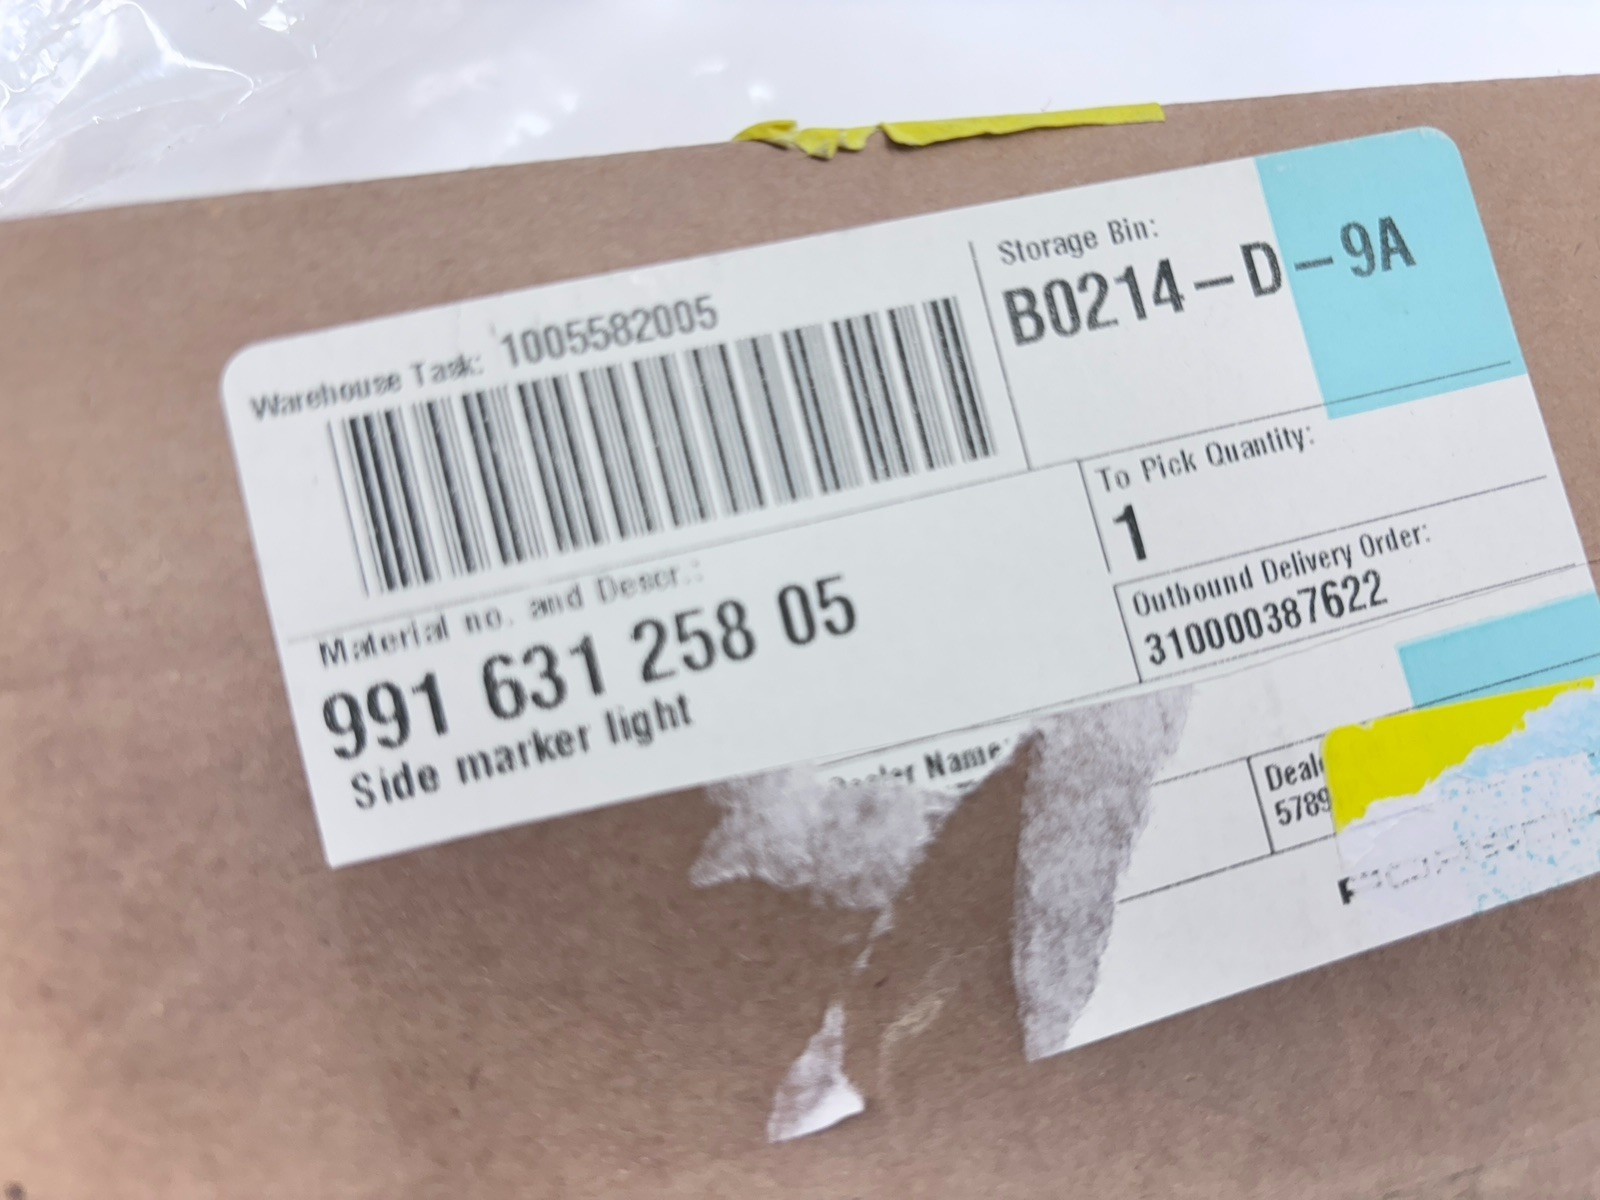 Warehouse Task: 1005582005
Storage Bin:
B0214-D-9A
To Pick Quantity:
1
Outbound Delivery Order:
310000387622
Material no. and Descr.:
991 631 258 05
Side marker light
Name: